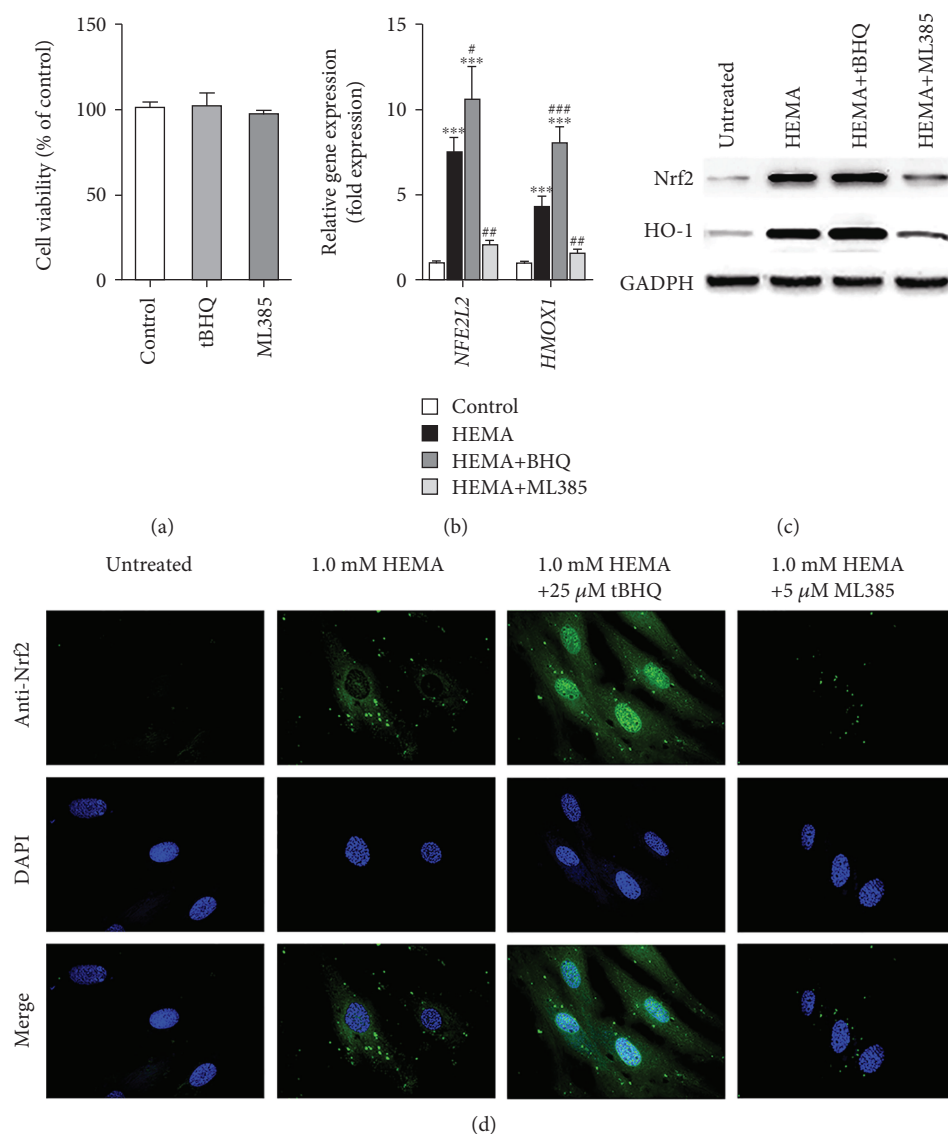 Cell viability (% of control)
150
100
50
0
Control
tBHQ
ML385
(a)
Relative gene expression
(fold expression)
15
10
5
0
***
#
***
##
***
###
***
##
NFE2L2
HMOX1
Control
HEMA
HEMA+BHQ
HEMA+ML385
(b)
Untreated
HEMA
HEMA+tBHQ
HEMA+ML385
Nrf2
HO-1
GADPH
(c)
Untreated
1.0 mM HEMA
1.0 mM HEMA
+25 μM tBHQ
1.0 mM HEMA
+5 μM ML385
Anti-Nrf2
DAPI
Merge
(d)